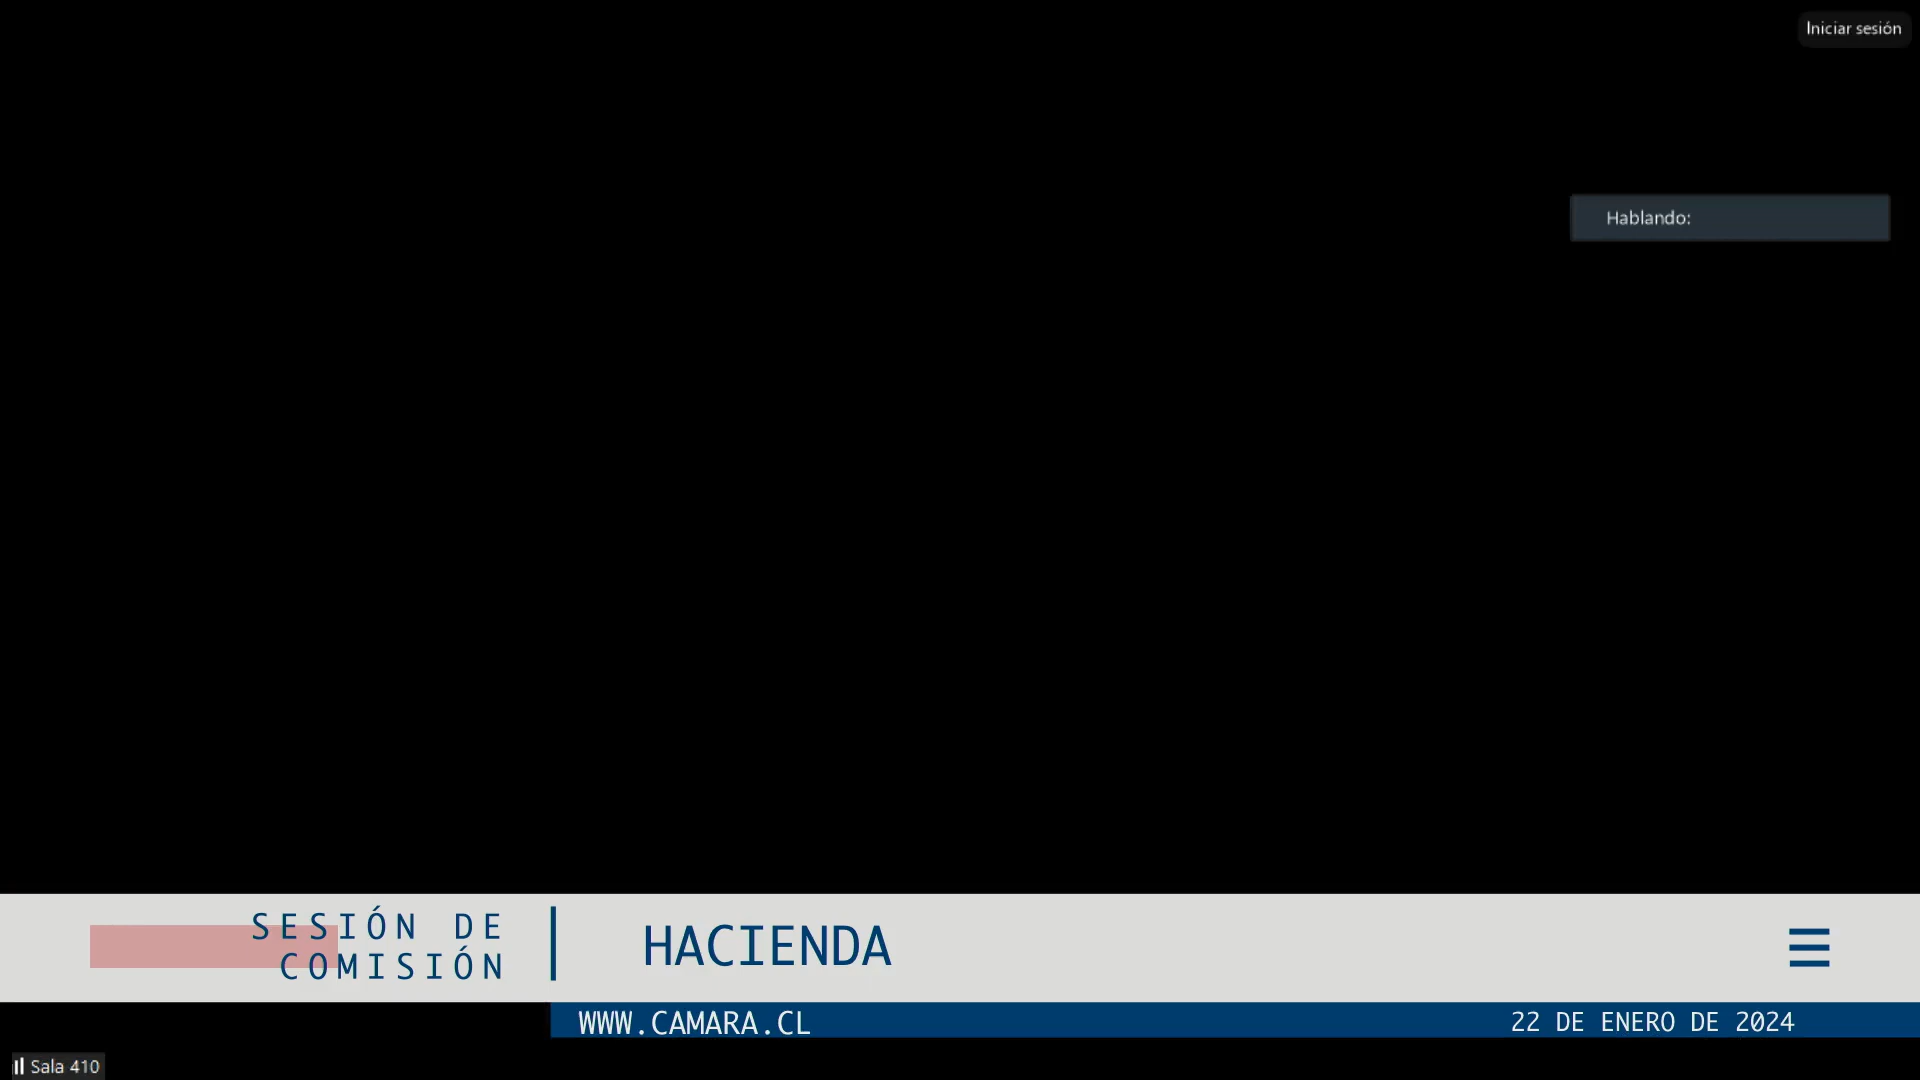 Iniciar sesión
Hablando:
SESIÓN DE
COMISIÓN
HACIENDA
WWW.CAMARA.CL
22 DE ENERO DE 2024
Sala 410